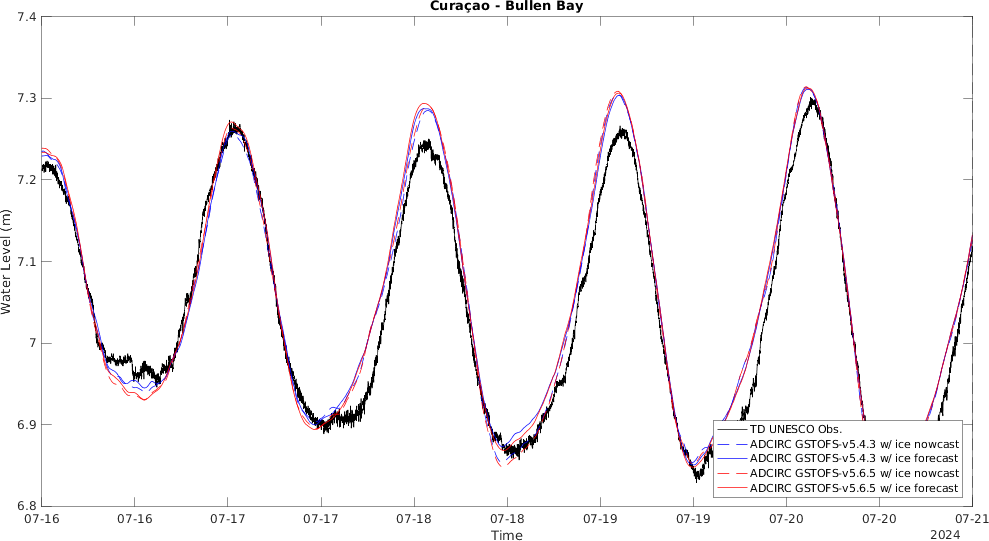 Curaçao - Bullen Bay
7.4
7.3
7.2
7.1
7
6.9
6.8
Water Level (m)
TD UNESCO Obs.
ADCIRC GSTOFS-v5.4.3 w/ ice nowcast
ADCIRC GSTOFS-v5.4.3 w/ ice forecast
ADCIRC GSTOFS-v5.6.5 w/ ice nowcast
ADCIRC GSTOFS-v5.6.5 w/ ice forecast
07-16 07-16 07-17 07-17 07-18 07-18 07-19 07-19 07-20 07-20 07-21
Time
2024